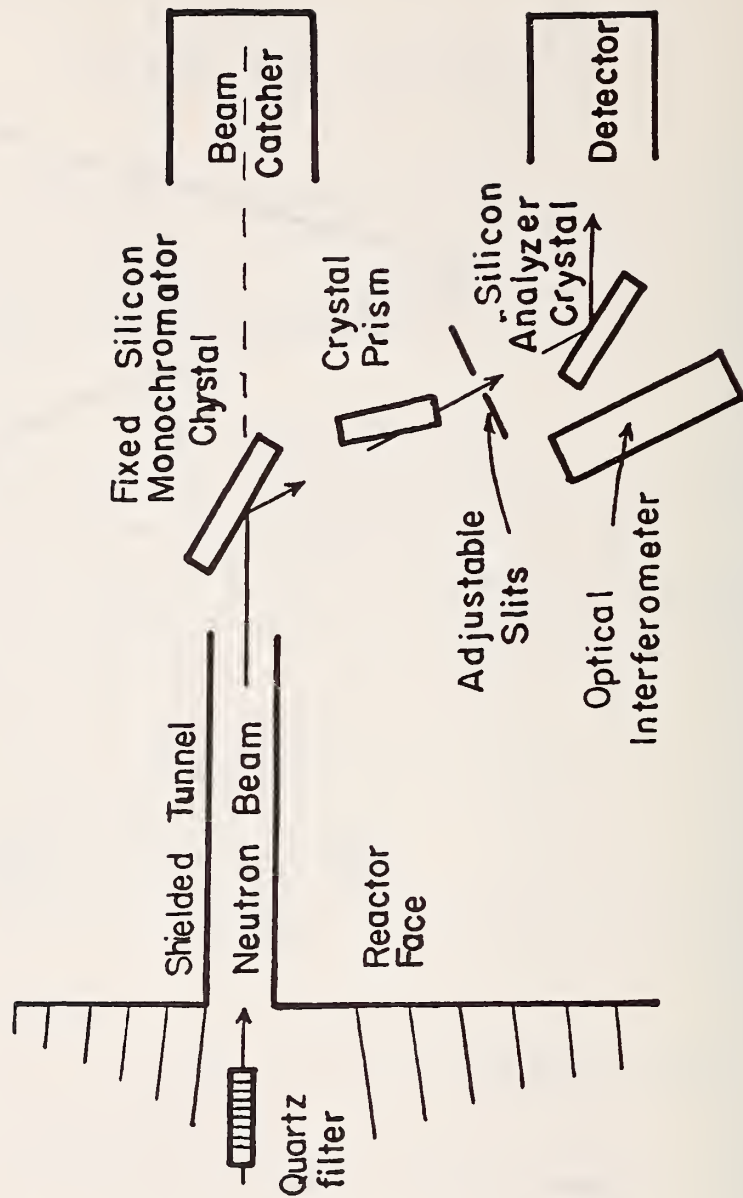 Quartz
filter
Shielded Tunnel
Neutron Beam
Reactor
Face
Fixed Silicon
Monochromator
Chystal
Beam
Catcher
Crystal
Prism
Adjustable
Slits
Silicon
Analyzer
Crystal
Optical
Interferometer
Detector